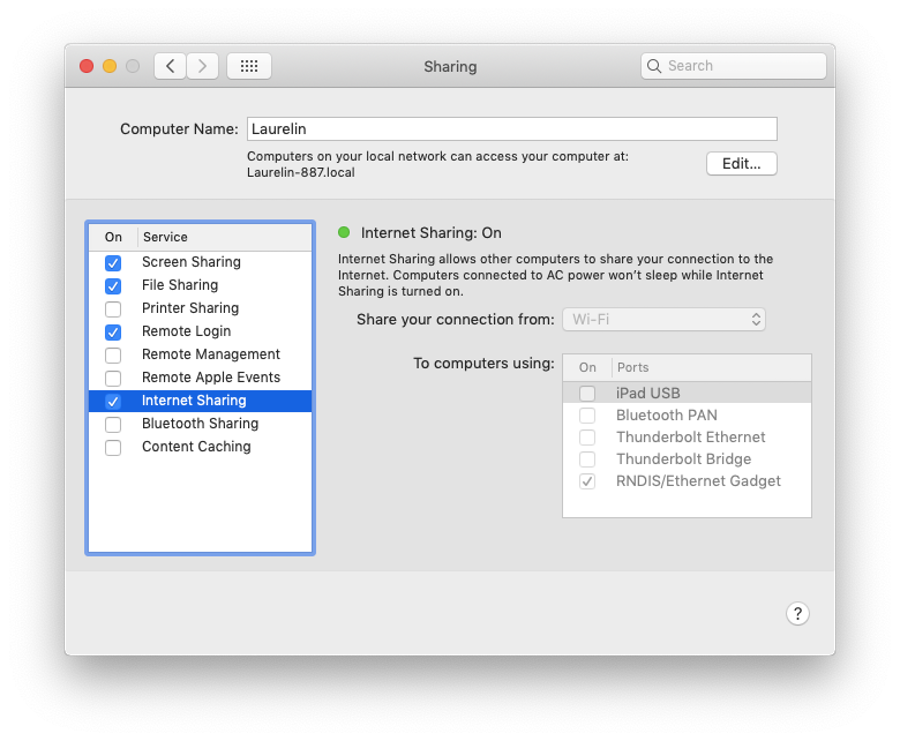 Sharing
Search
Computer Name: Laurelin
Computers on your local network can access your computer at:
Laurelin-887.local
Edit...
On Service
Screen Sharing
File Sharing
Printer Sharing
Remote Login
Remote Management
Remote Apple Events
Internet Sharing
Bluetooth Sharing
Content Caching
Internet Sharing: On
Internet Sharing allows other computers to share your connection to the
Internet. Computers connected to AC power won’t sleep while Internet
Sharing is turned on.
Share your connection from: Wi-Fi
To computers using:
On Ports
iPad USB
Bluetooth PAN
Thunderbolt Ethernet
Thunderbolt Bridge
RNDIS/Ethernet Gadget
?